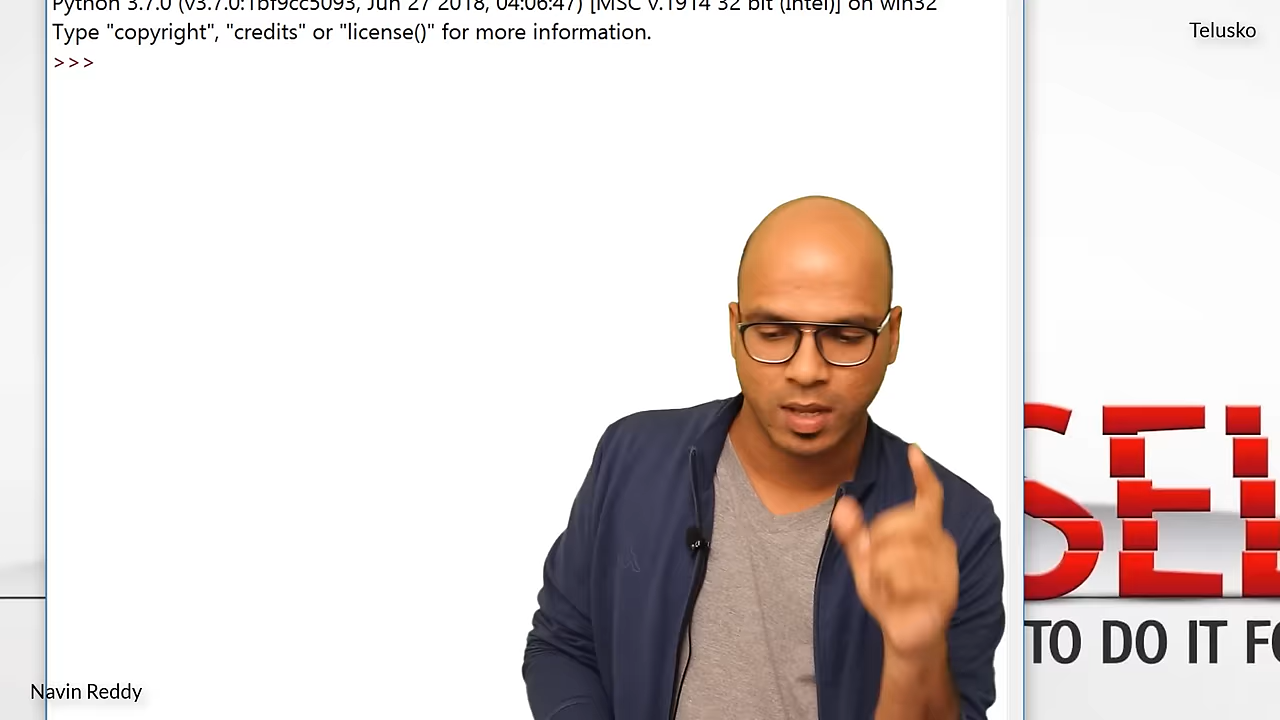 Python 3.7.0 (v3.7.0:1bf9cc5093, Jun 27 2018, 04:06:47) [MSC v.1914 32 bit (Intel)] on win32
Type "copyright", "credits" or "license()" for more information.
>>>
Telusko
TO DO IT
Navin Reddy